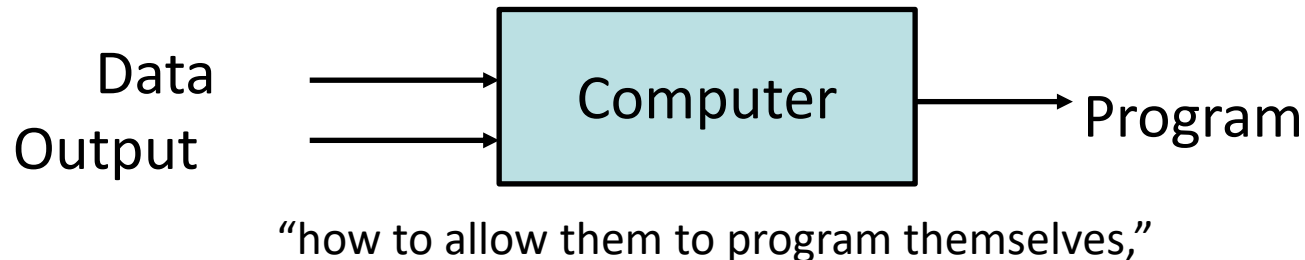 Data
Output
Computer
Program
“how to allow them to program themselves,”